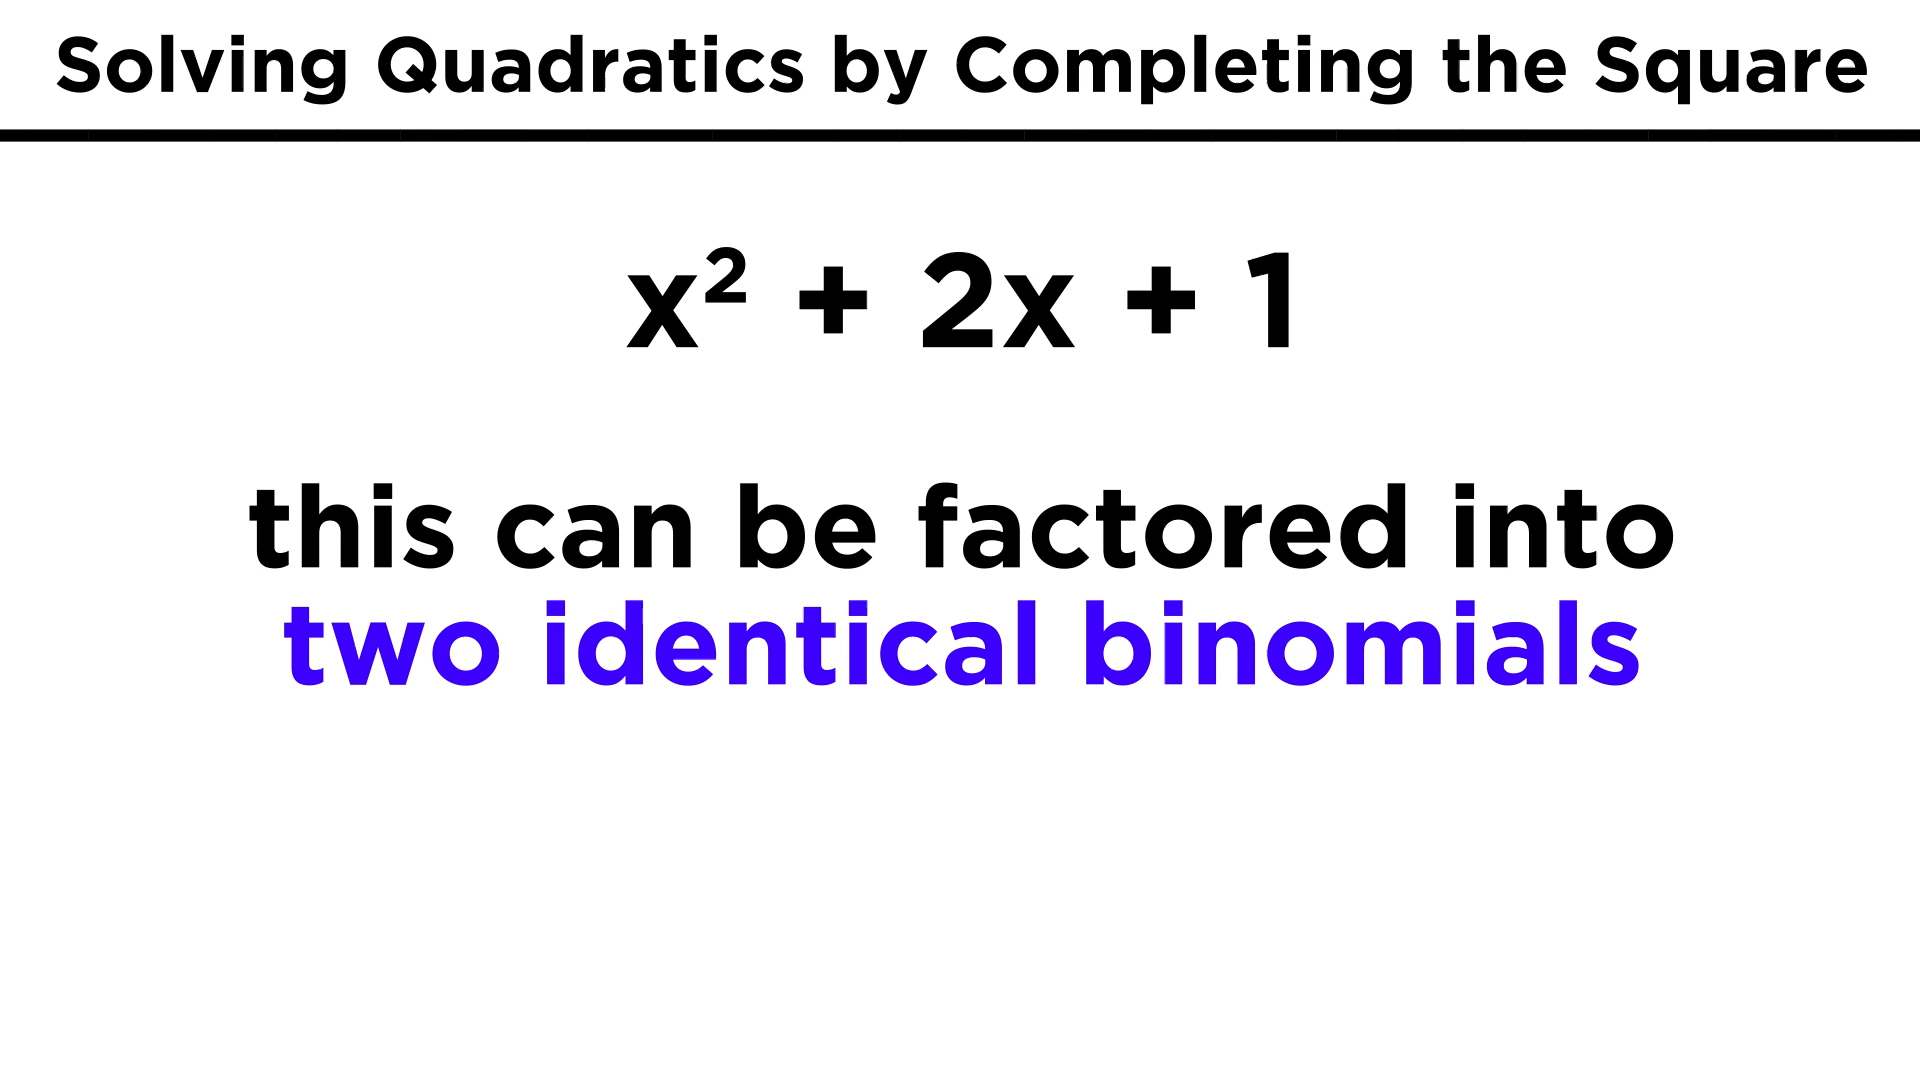 Solving Quadratics by Completing the Square
x² + 2x + 1
this can be factored into
two identical binomials